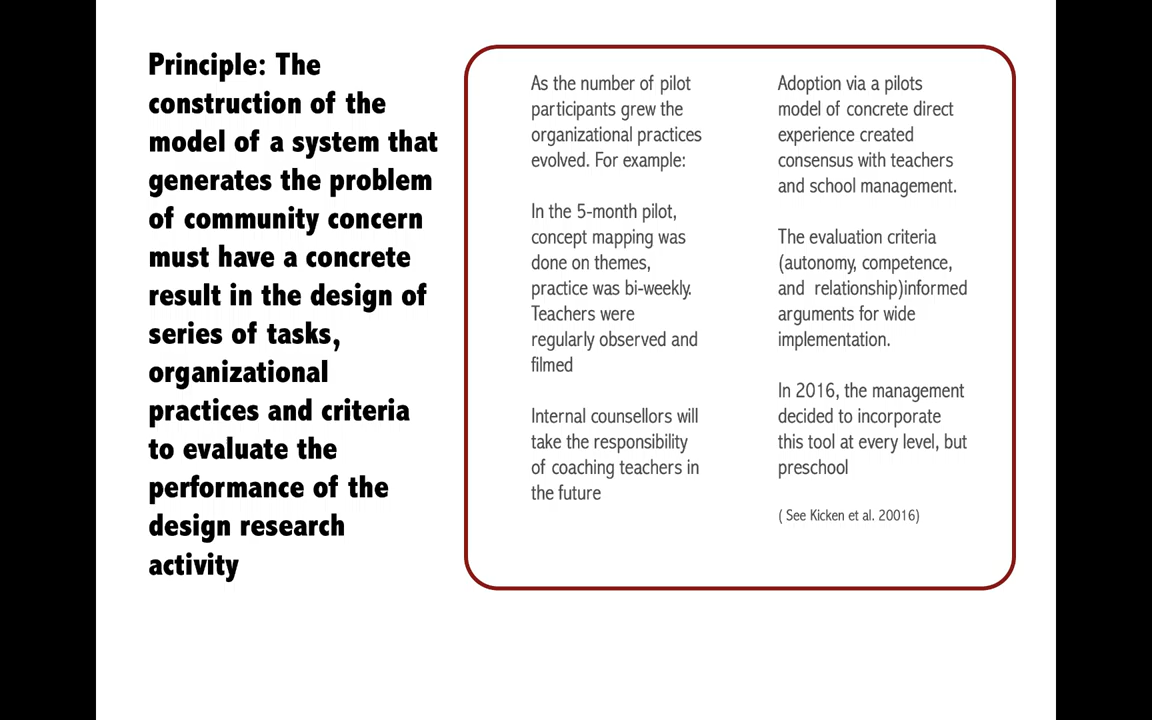 Principle: The
construction of the
model of a system that
generates the problem
of community concern
must have a concrete
result in the design of
series of tasks,
organizational
practices and criteria
to evaluate the
performance of the
design research
activity
As the number of pilot
participants grew the
organizational practices
evolved. For example:
In the 5-month pilot,
concept mapping was
done on themes,
practice was bi-weekly.
Teachers were
regularly observed and
filmed
Internal counsellors will
take the responsibility
of coaching teachers in
the future
Adoption via a pilots
model of concrete direct
experience created
consensus with teachers
and school management.
The evaluation criteria
(autonomy, competence,
and relationship)informed
arguments for wide
implementation.
In 2016, the management
decided to incorporate
this tool at every level, but
preschool
( See Kicken et al. 20016)